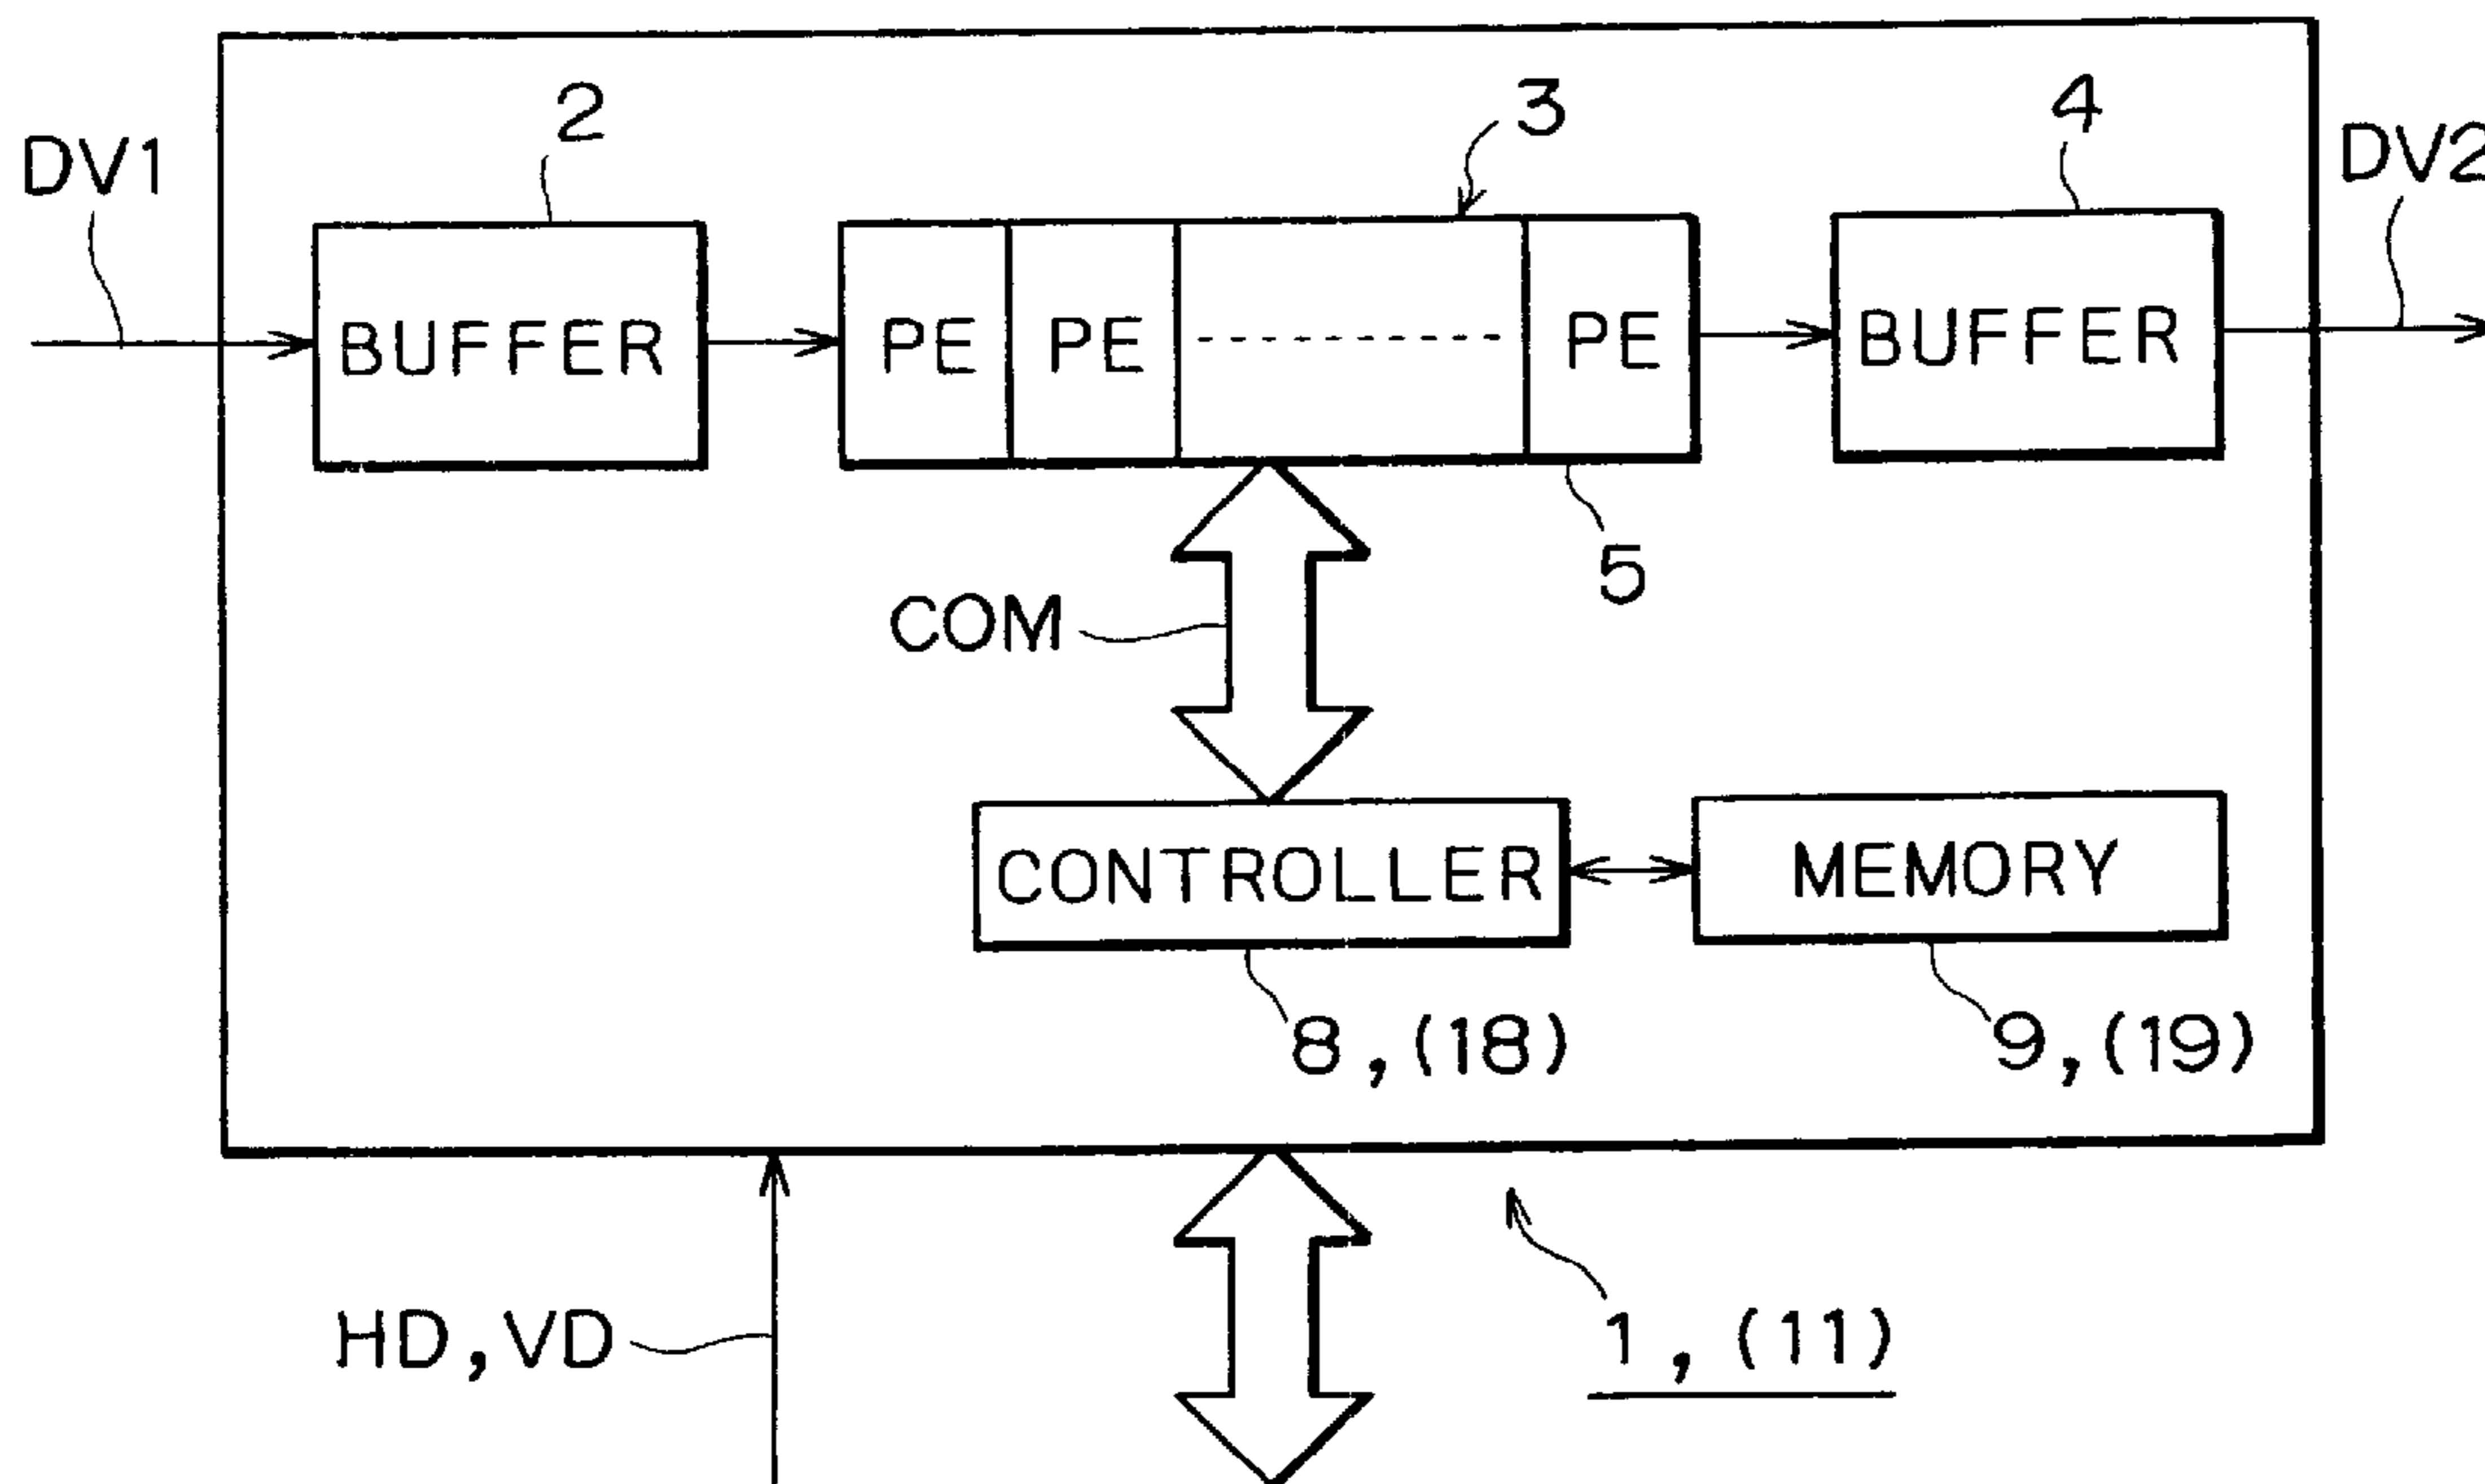 2
3
4
DV1
DV2
BUFFER
PE
PE
PE
BUFFER
5
COM
CONTROLLER
MEMORY
8,(18)
9,(19)
HD,VD
1,(11)